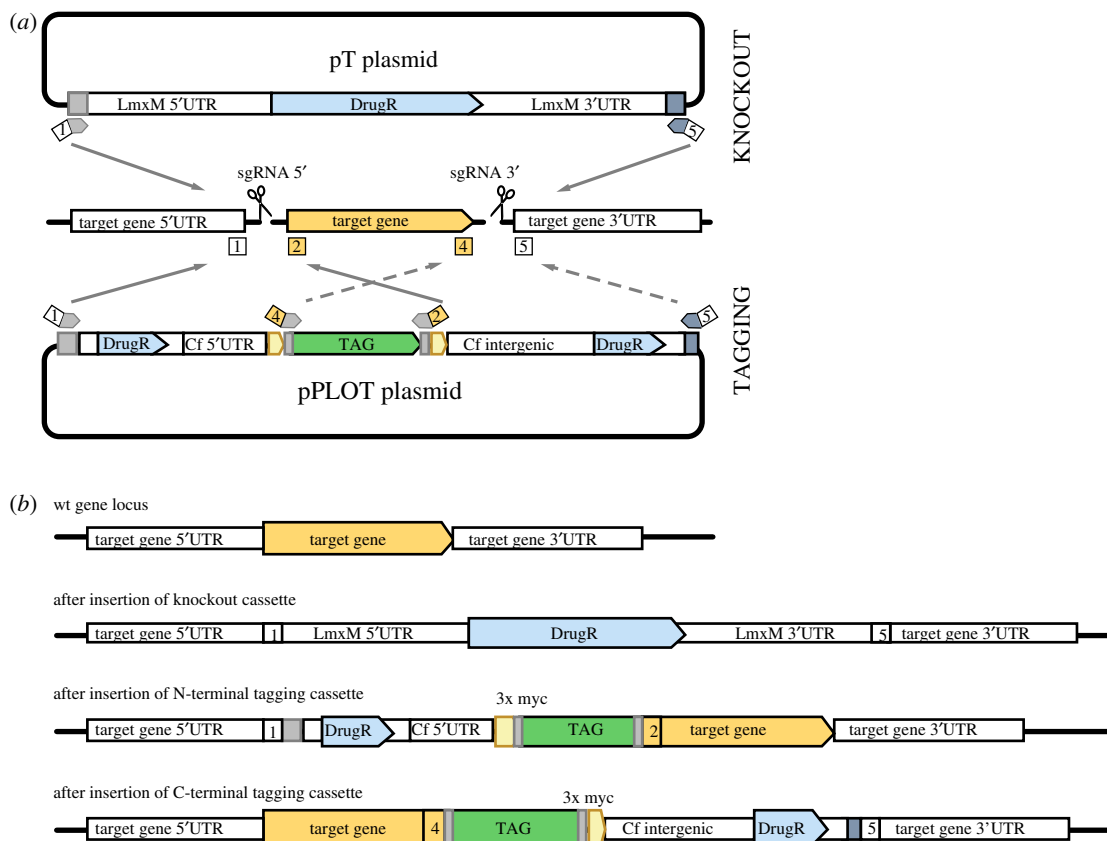 (a)
pT plasmid
KNOCKOUT
LmxM 5′UTR DrugR LmxM 3′UTR
1 5
sgRNA 5′ sgRNA 3′
target gene 5′UTR target gene target gene 3′UTR
1 2 4 5
TAGGING
1 4 2 5
DrugR Cf 5′UTR TAG Cf intergenic DrugR
pPLOT plasmid
(b)
wt gene locus
target gene 5′UTR target gene target gene 3′UTR
after insertion of knockout cassette
target gene 5′UTR 1 LmxM 5′UTR DrugR LmxM 3′UTR 5 target gene 3′UTR
after insertion of N-terminal tagging cassette
3x myc
target gene 5′UTR 1 DrugR Cf 5′UTR TAG 2 target gene target gene 3′UTR
after insertion of C-terminal tagging cassette
3x myc
target gene 5′UTR target gene 4 TAG Cf intergenic DrugR 5 target gene 3'UTR